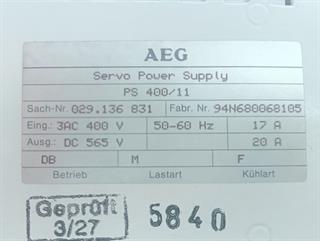 AEG
Servo Power Supply
PS 400/11
Sach-Nr. 029.136 831 Fabr. Nr. 94N680068105
Eing.: 3AC 400 V 50-60 Hz 17 A
Ausg.: DC 565 V 20 A
DB M F
Betrieb Lastart Kühlart
Geprüft
3/27
5840